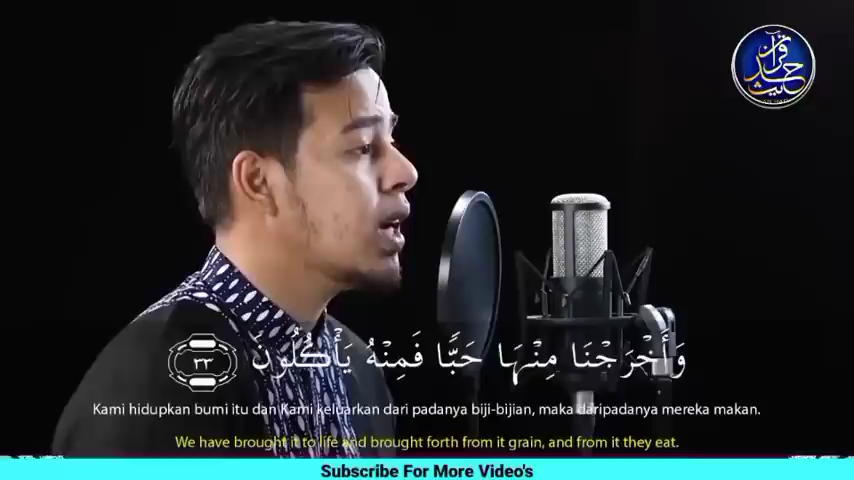 قرآن
حدیث
وَأَخْرَجْنَا مِنْهَا حَبًّا فَمِنْهُ يَأْكُلُونَ ٣٣
Kami hidupkan bumi itu dan Kami keluarkan dari padanya biji-bijian, maka daripadanya mereka makan.
We have brought it to life and brought forth from it grain, and from it they eat.
Subscribe For More Video's